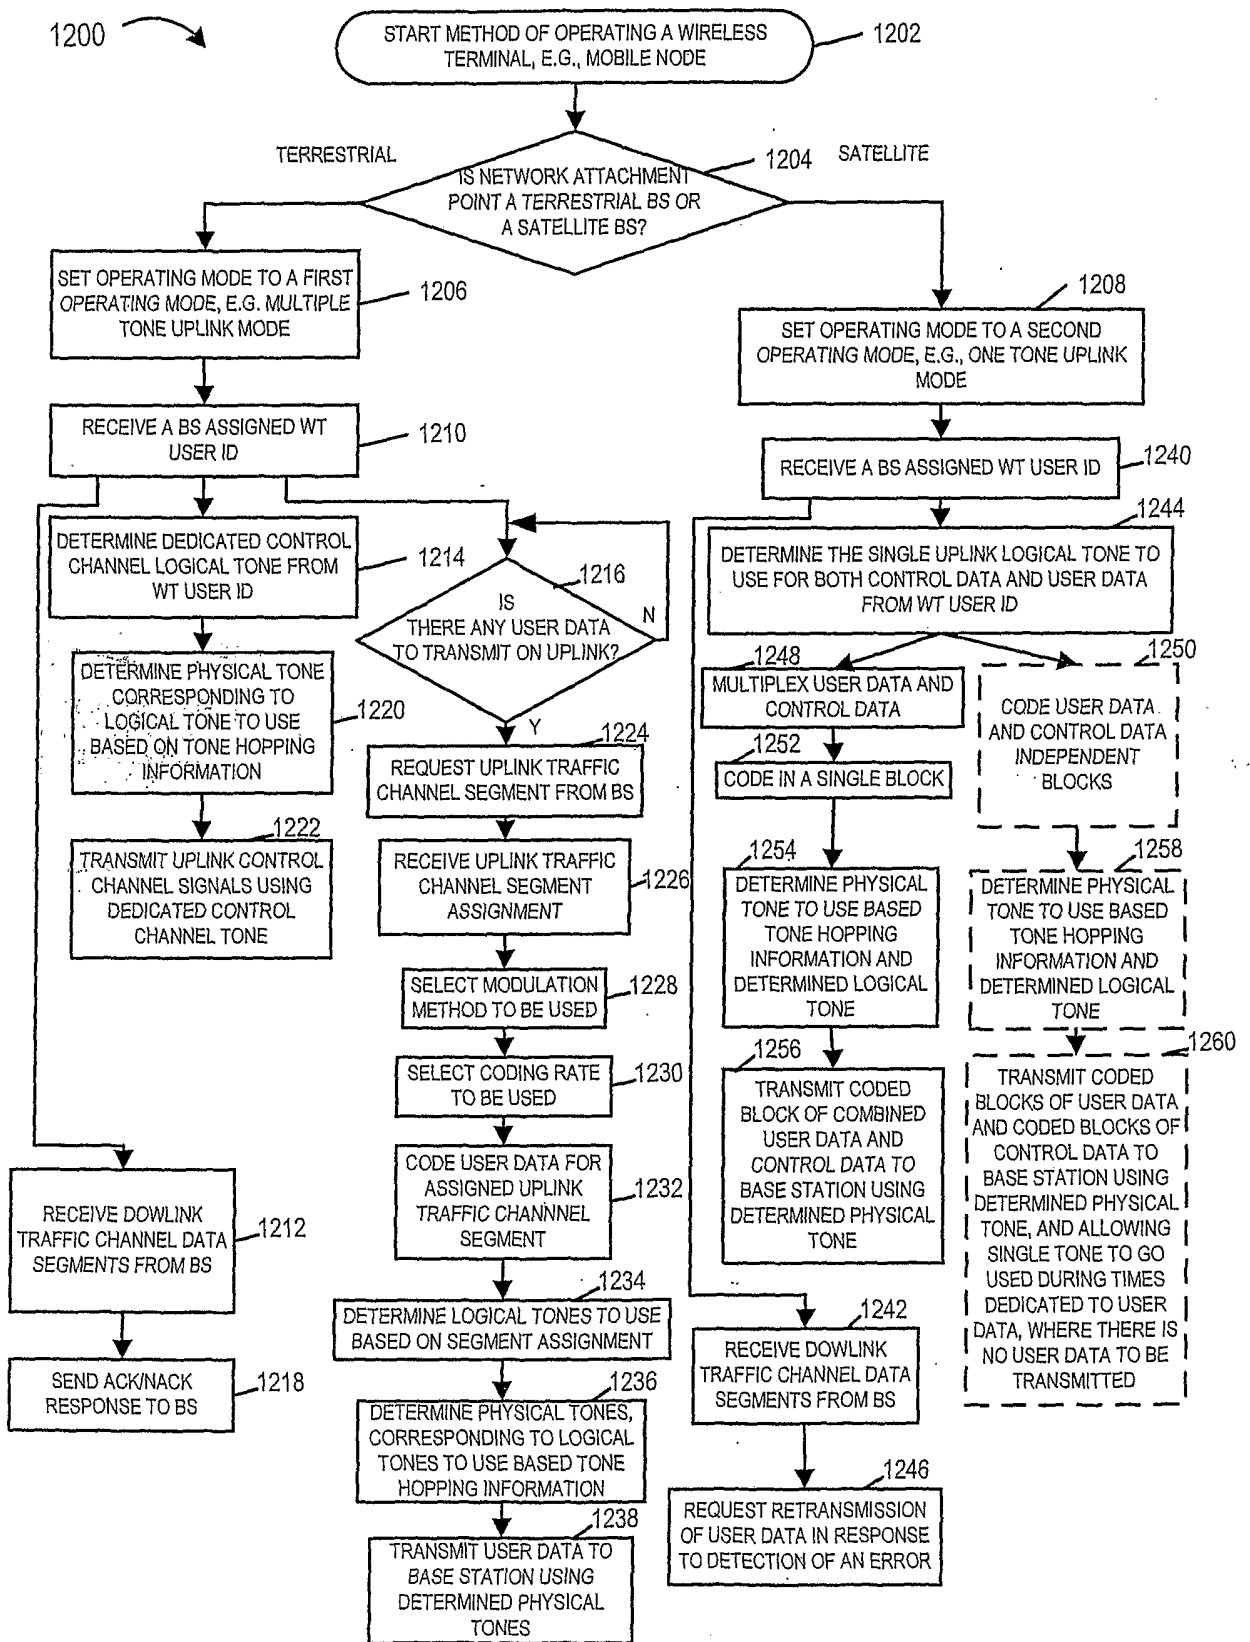 1200
START METHOD OF OPERATING A WIRELESS
TERMINAL, E.G., MOBILE NODE
1202
TERRESTRIAL
1204
SATELLITE
IS NETWORK ATTACHMENT
POINT A TERRESTRIAL BS OR
A SATELLITE BS?
SET OPERATING MODE TO A FIRST
OPERATING MODE, E.G. MULTIPLE
TONE UPLINK MODE
1206
1208
SET OPERATING MODE TO A SECOND
OPERATING MODE, E.G., ONE TONE UPLINK
MODE
RECEIVE A BS ASSIGNED WT
USER ID
1210
RECEIVE A BS ASSIGNED WT USER ID
1240
DETERMINE DEDICATED CONTROL
CHANNEL LOGICAL TONE FROM
WT USER ID
1214
1216
IS
THERE ANY USER DATA
TO TRANSMIT ON UPLINK?
N
Y
1244
DETERMINE THE SINGLE UPLINK LOGICAL TONE TO
USE FOR BOTH CONTROL DATA AND USER DATA
FROM WT USER ID
DETERMINE PHYSICAL TONE
CORRESPONDING TO
LOGICAL TONE TO USE
BASED ON TONE HOPPING
INFORMATION
1220
1222
TRANSMIT UPLINK CONTROL
CHANNEL SIGNALS USING
DEDICATED CONTROL
CHANNEL TONE
1224
REQUEST UPLINK TRAFFIC
CHANNEL SEGMENT FROM BS
RECEIVE UPLINK TRAFFIC
CHANNEL SEGMENT
ASSIGNMENT
1226
SELECT MODULATION
METHOD TO BE USED
1228
SELECT CODING RATE
TO BE USED
1230
CODE USER DATA FOR
ASSIGNED UPLINK
TRAFFIC CHANNNEL
SEGMENT
1232
1234
DETERMINE LOGICAL TONES TO USE
BASED ON SEGMENT ASSIGNMENT
1236
DETERMINE PHYSICAL TONES,
CORRESPONDING TO LOGICAL
TONES TO USE BASED TONE
HOPPING INFORMATION
1238
TRANSMIT USER DATA TO
BASE STATION USING
DETERMINED PHYSICAL
TONES
RECEIVE DOWLINK
TRAFFIC CHANNEL DATA
SEGMENTS FROM BS
1212
SEND ACK/NACK
RESPONSE TO BS
1218
1248
MULTIPLEX USER DATA AND
CONTROL DATA
1252
CODE IN A SINGLE BLOCK
1254
DETERMINE PHYSICAL
TONE TO USE BASED
TONE HOPPING
INFORMATION AND
DETERMINED LOGICAL
TONE
1256
TRANSMIT CODED
BLOCK OF COMBINED
USER DATA AND
CONTROL DATA TO
BASE STATION USING
DETERMINED PHYSICAL
TONE
1250
CODE USER DATA
AND CONTROL DATA
INDEPENDENT
BLOCKS
1258
DETERMINE PHYSICAL
TONE TO USE BASED
TONE HOPPING
INFORMATION AND
DETERMINED LOGICAL
TONE
1260
TRANSMIT CODED
BLOCKS OF USER DATA
AND CODED BLOCKS OF
CONTROL DATA TO
BASE STATION USING
DETERMINED PHYSICAL
TONE, AND ALLOWING
SINGLE TONE TO GO
USED DURING TIMES
DEDICATED TO USER
DATA, WHERE THERE IS
NO USER DATA TO BE
TRANSMITTED
1242
RECEIVE DOWLINK
TRAFFIC CHANNEL DATA
SEGMENTS FROM BS
1246
REQUEST RETRANSMISSION
OF USER DATA IN RESPONSE
TO DETECTION OF AN ERROR